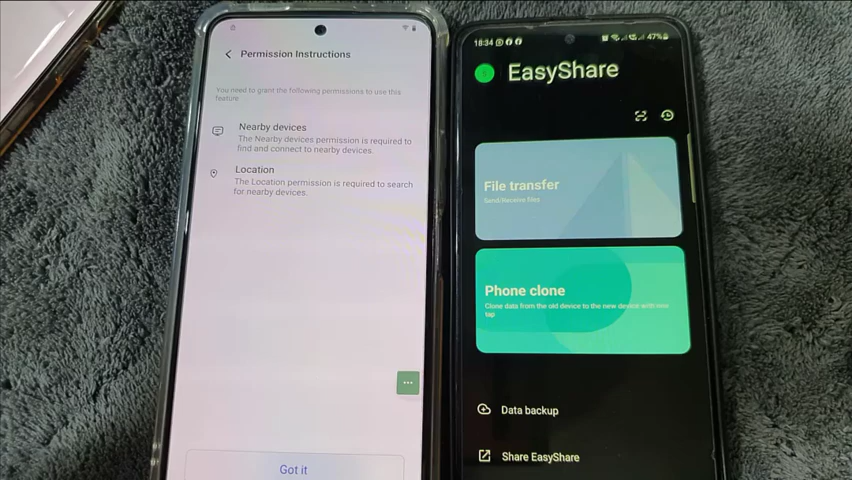 Permission Instructions
You need to grant the following permissions to use this
feature
Nearby devices
The Nearby devices permission is required to
find and connect to nearby devices.
Location
The Location permission is required to search
for nearby devices.
Got it
18:34
47%
EasyShare
File transfer
Send/Receive files
Phone clone
Clone data from the old device to the new device with one
tap
Data backup
Share EasyShare